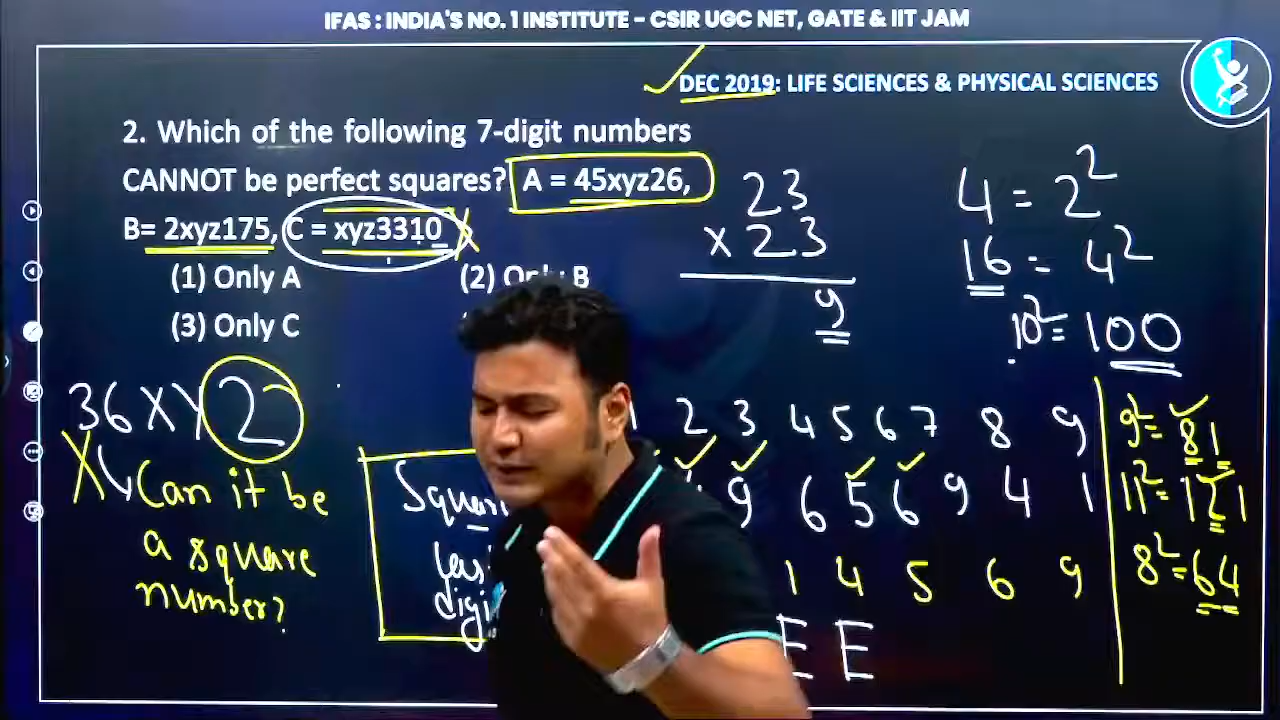 IFAS : INDIA'S NO. 1 INSTITUTE – CSIR UGC NET, GATE & IIT JAM
DEC 2019: LIFE SCIENCES & PHYSICAL SCIENCES
2. Which of the following 7-digit numbers
CANNOT be perfect squares? A = 45xyz26,
B= 2xyz175, C = xyz3310
(1) Only A
B
(3) Only C
23
x 23
9
4 = 2²
16 = 4²
10² = 100
36XY2
X Can it be
a square
number?
2 3 4 5 6 7 8 9
9 6 5 6 9 4 1
1 4 5 6 9
E E
9² = 81
11² = 121
8² = 64